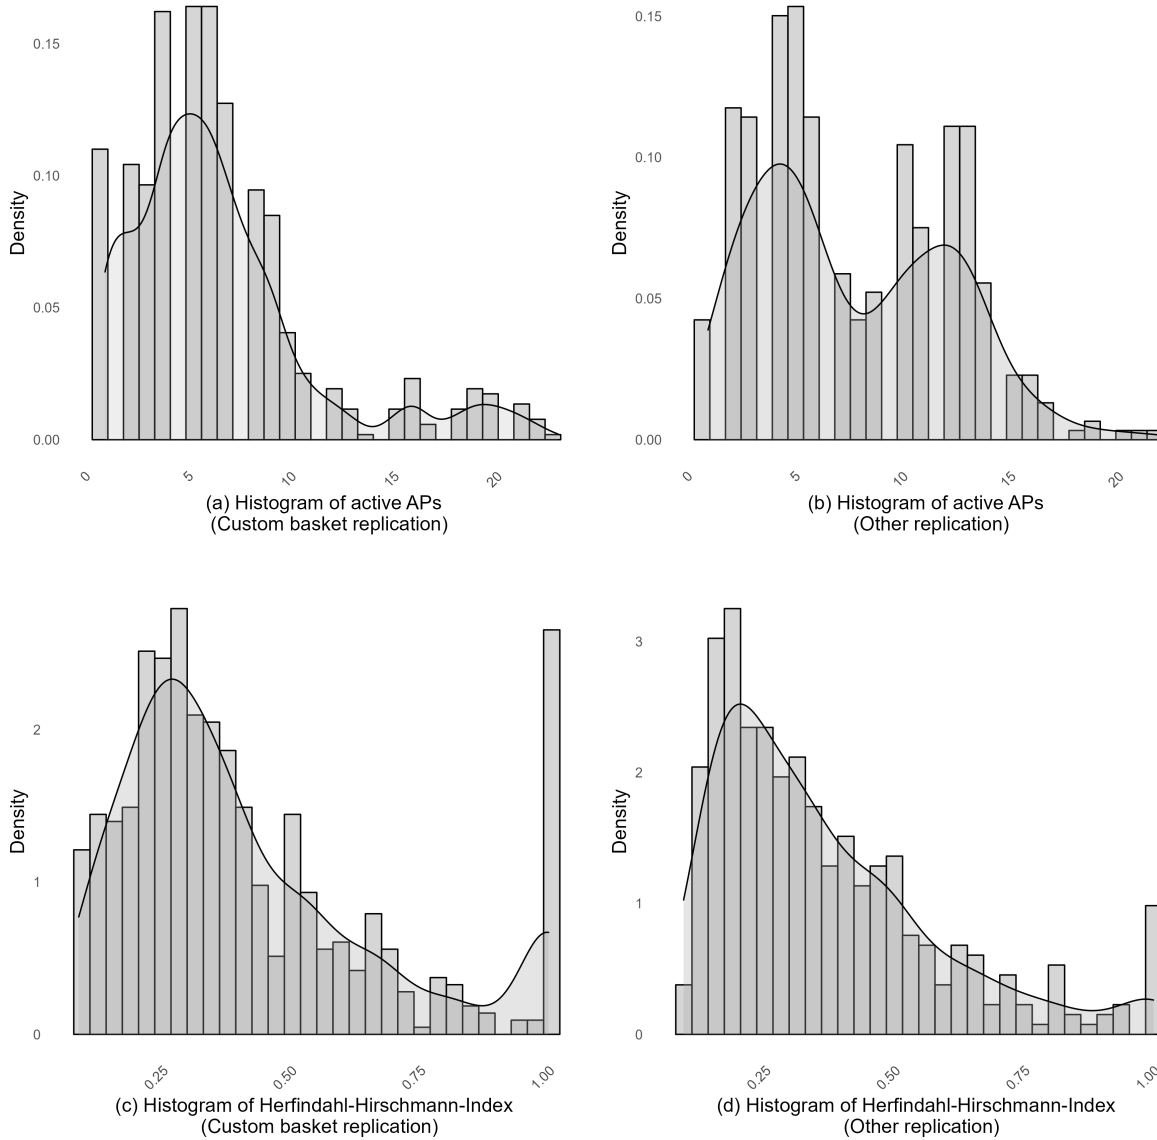 0.15
0.10
0.05
0.00
Density
0
5
10
15
20
(a) Histogram of active APs
(Custom basket replication)
0.15
0.10
0.05
0.00
Density
0
5
10
15
20
(b) Histogram of active APs
(Other replication)
2
1
0
Density
0.25
0.50
0.75
1.00
(c) Histogram of Herfindahl-Hirschmann-Index
(Custom basket replication)
3
2
1
0
Density
0.25
0.50
0.75
1.00
(d) Histogram of Herfindahl-Hirschmann-Index
(Other replication)